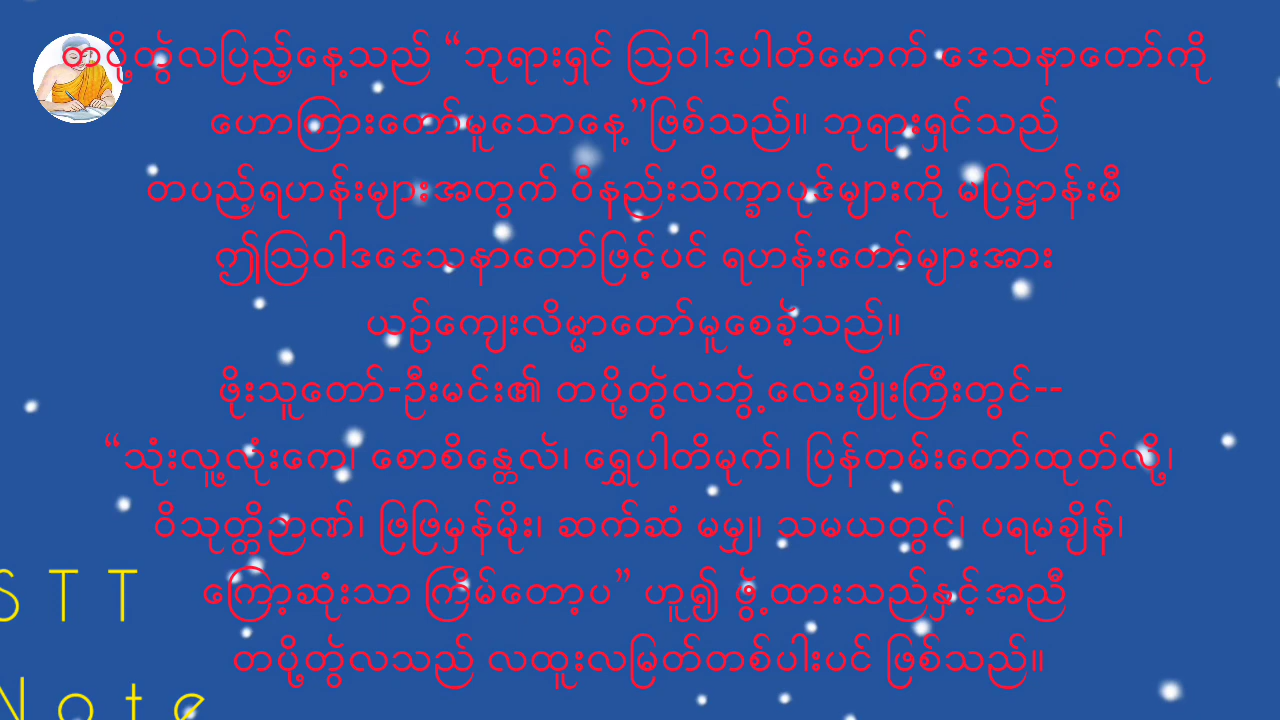 တပို့တွဲလပြည့်နေ့သည် “ဘုရားရှင် ဩဝါဒပါတိမောက် ဒေသနာတော်ကို
ဟောကြားတော်မူသောနေ့”ဖြစ်သည်။ ဘုရားရှင်သည်
တပည့်ရဟန်းများအတွက် ဝိနည်းသိက္ခာပုဒ်များကို မပြဋ္ဌာန်းမီ
ဤဩဝါဒဒေသနာတော်ဖြင့်ပင် ရဟန်းတော်များအား
ယဉ်ကျေးလိမ္မာတော်မူစေခဲ့သည်။
ဖိုးသူတော်-ဦးမင်း၏ တပို့တွဲလဘွဲ့ လေးချိုးကြီးတွင်--
“သုံးလူ့လုံးကေ၊ စောစိန္တေလ်၊ ရွှေပါတိမုက်၊ ပြန်တမ်းတော်ထုတ်လို့၊
ဝိသုတ္တိဉာဏ်၊ ဖြိဖြိမှန်မိုး၊ ဆက်ဆံ မမျှ၊ သမယတွင်၊ ပရမချိန်၊
ကြော့ဆုံးသာ ကြိမ်တော့ပ” ဟူ၍ ဖွဲ့ထားသည်နှင့်အညီ
တပို့တွဲလသည် လထူးလမြတ်တစ်ပါးပင် ဖြစ်သည်။
STT
Note